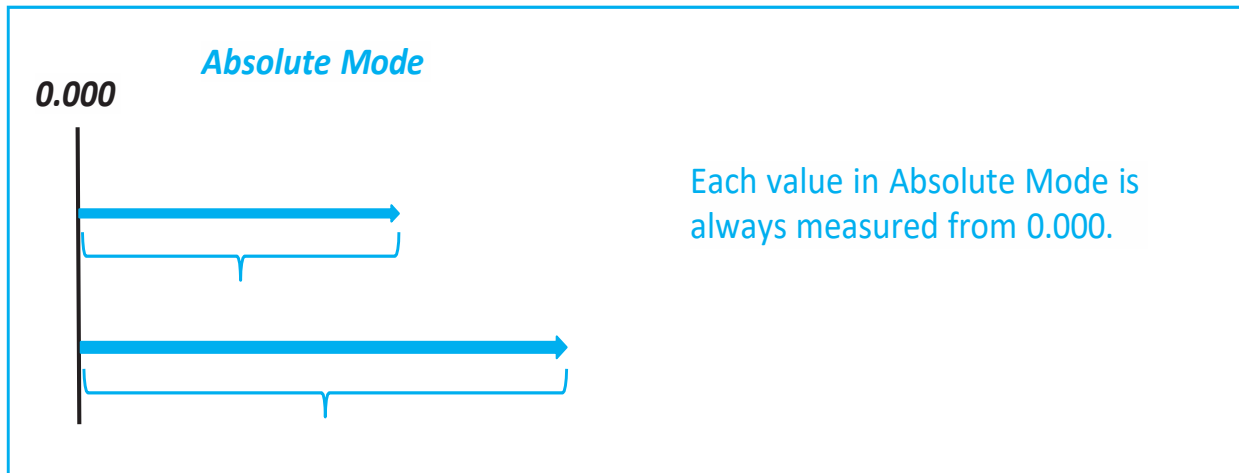 Absolute Mode
0.000
Each value in Absolute Mode is
always measured from 0.000.